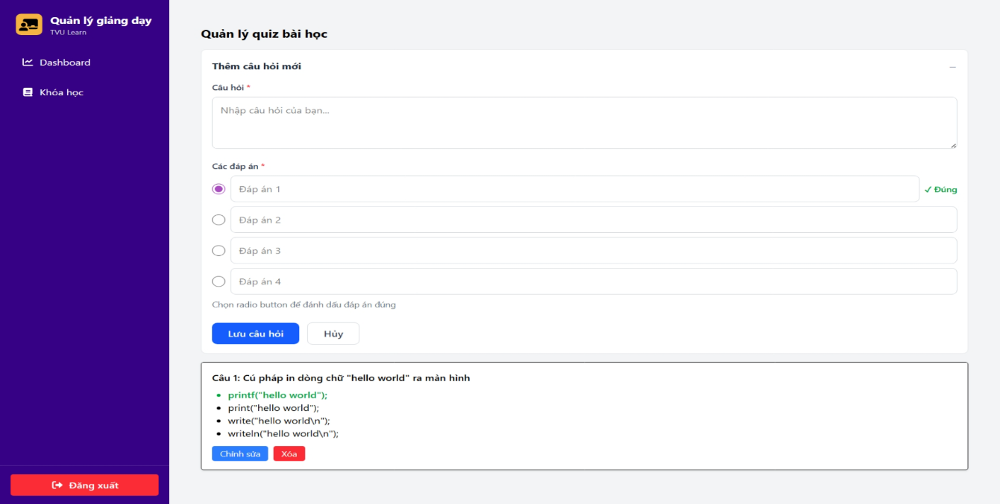 Quản lý giảng dạy
TVU Learn
Dashboard
Khóa học
Đăng xuất
Quản lý quiz bài học
Thêm câu hỏi mới
Câu hỏi *
Nhập câu hỏi của bạn...
Các đáp án *
Đáp án 1
✓ Đúng
Đáp án 2
Đáp án 3
Đáp án 4
Chọn radio button để đánh dấu đáp án đúng
Lưu câu hỏi
Hủy
Câu 1: Cú pháp in dòng chữ "hello world" ra màn hình
• printf("hello world");
• print("hello world");
• write("hello world\n");
• writeln("hello world\n");
Chỉnh sửa
Xóa